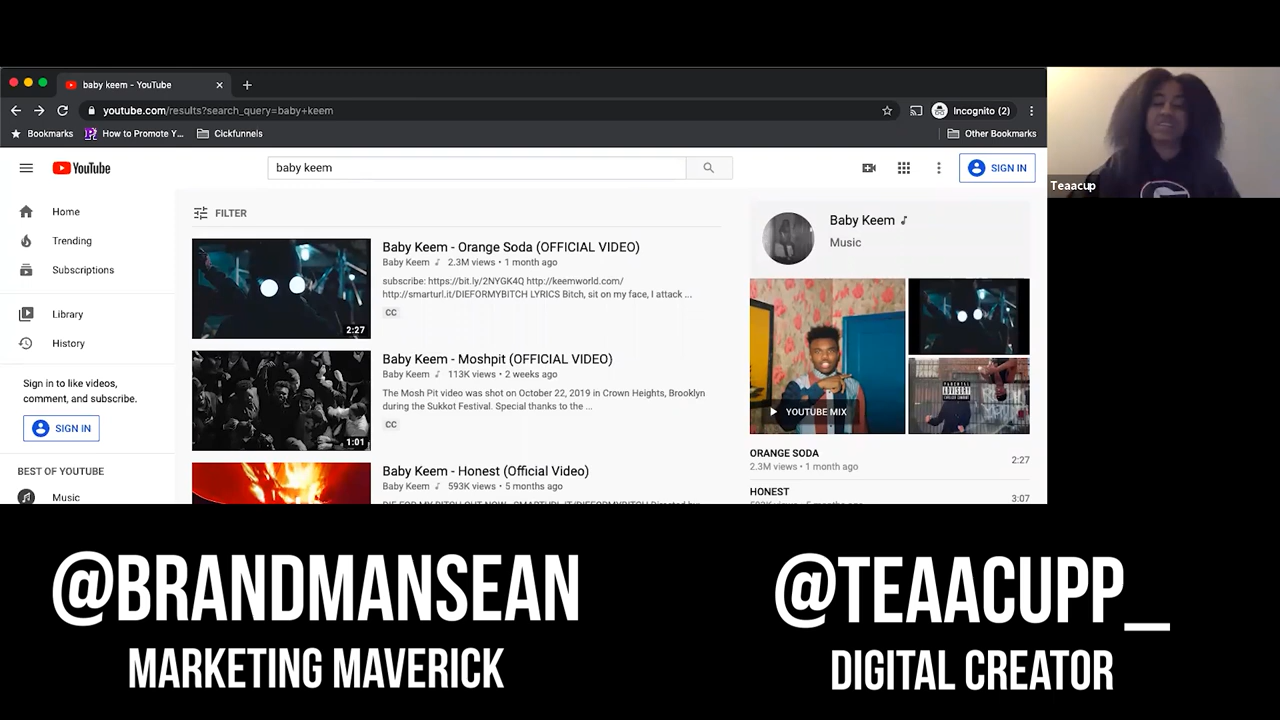 baby keem - YouTube
youtube.com/results?search_query=baby+keem
Incognito (2)
Bookmarks
How to Promote Y...
Clickfunnels
Other Bookmarks
YouTube
baby keem
SIGN IN
Teaacup
Home
Trending
Subscriptions
Library
History
Sign in to like videos,
comment, and subscribe.
SIGN IN
BEST OF YOUTUBE
Music
FILTER
2:27
Baby Keem - Orange Soda (OFFICIAL VIDEO)
Baby Keem ♪ 2.3M views • 1 month ago
subscribe: https://bit.ly/2NYGK4Q http://keemworld.com/
http://smarturl.it/DIEFORMYBITCH LYRICS Bitch, sit on my face, I attack ...
CC
1:01
Baby Keem - Moshpit (OFFICIAL VIDEO)
Baby Keem ♪ 113K views • 2 weeks ago
The Mosh Pit video was shot on October 22, 2019 in Crown Heights, Brooklyn
during the Sukkot Festival. Special thanks to the ...
CC
Baby Keem - Honest (Official Video)
Baby Keem ♪ 593K views • 5 months ago
Baby Keem ♪
Music
YOUTUBE MIX
PARENTAL
ADVISORY
ORANGE SODA
2.3M views • 1 month ago
2:27
HONEST
3:07
@BRANDMANSEAN
MARKETING MAVERICK
@TEAACUPP_
DIGITAL CREATOR